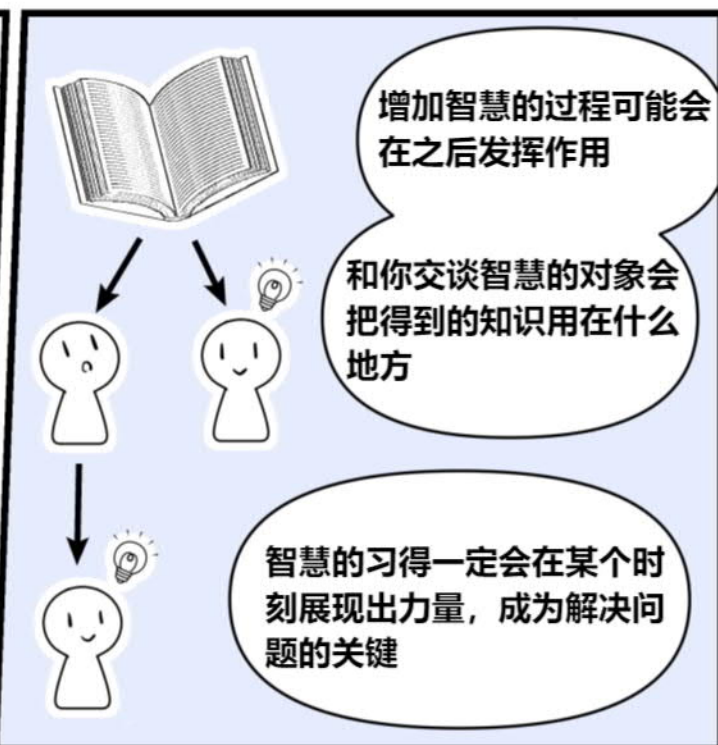 增加智慧的过程可能会
在之后发挥作用
和你交谈智慧的对象会
把得到的知识用在什么
地方
智慧的习得一定会在某个时
刻展现出力量，成为解决问
题的关键